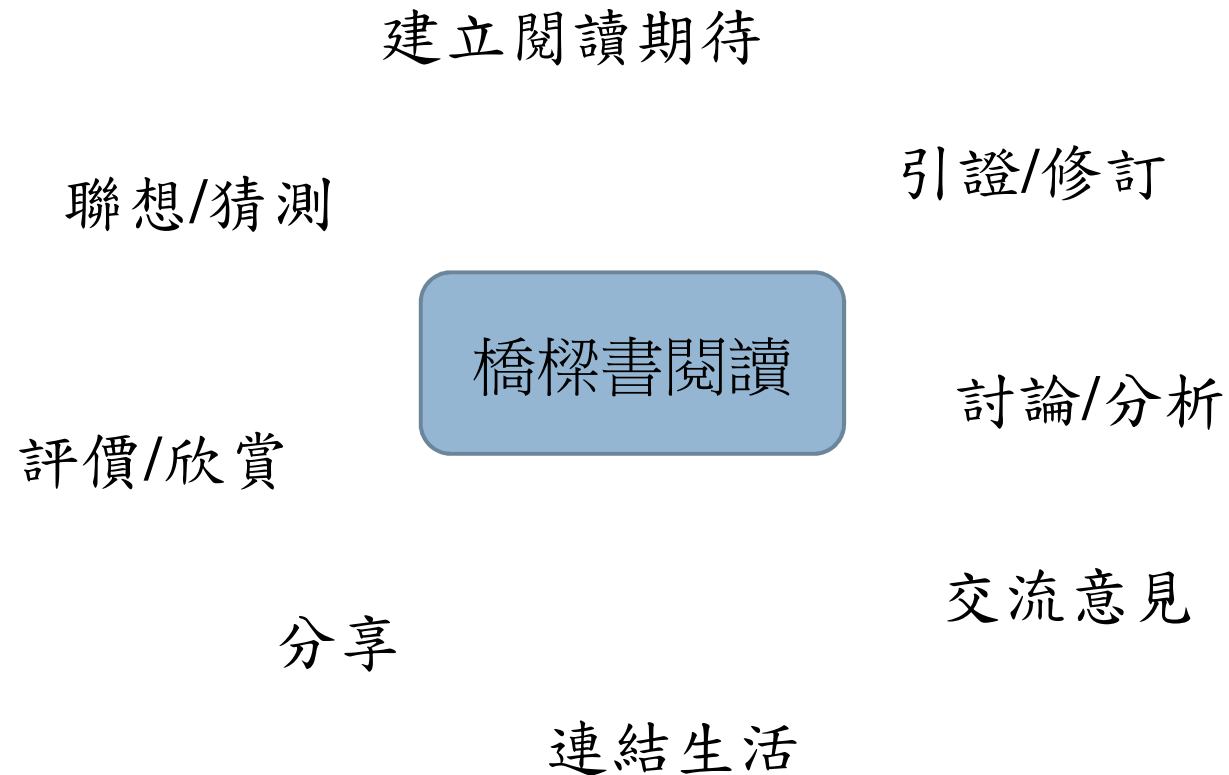 建立閱讀期待
引證/修訂
聯想/猜測
橋樑書閱讀
討論/分析
評價/欣賞
交流意見
分享
連結生活